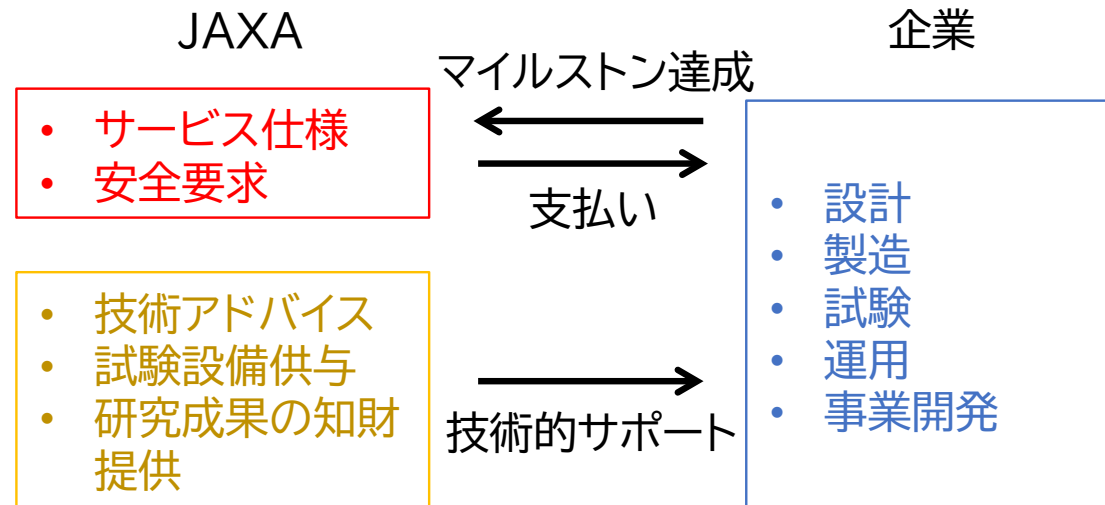 JAXA
企業
マイルストン達成
• サービス仕様
• 安全要求
支払い
• 技術アドバイス
• 試験設備供与
• 研究成果の知財
提供
技術的サポート
• 設計
• 製造
• 試験
• 運用
• 事業開発